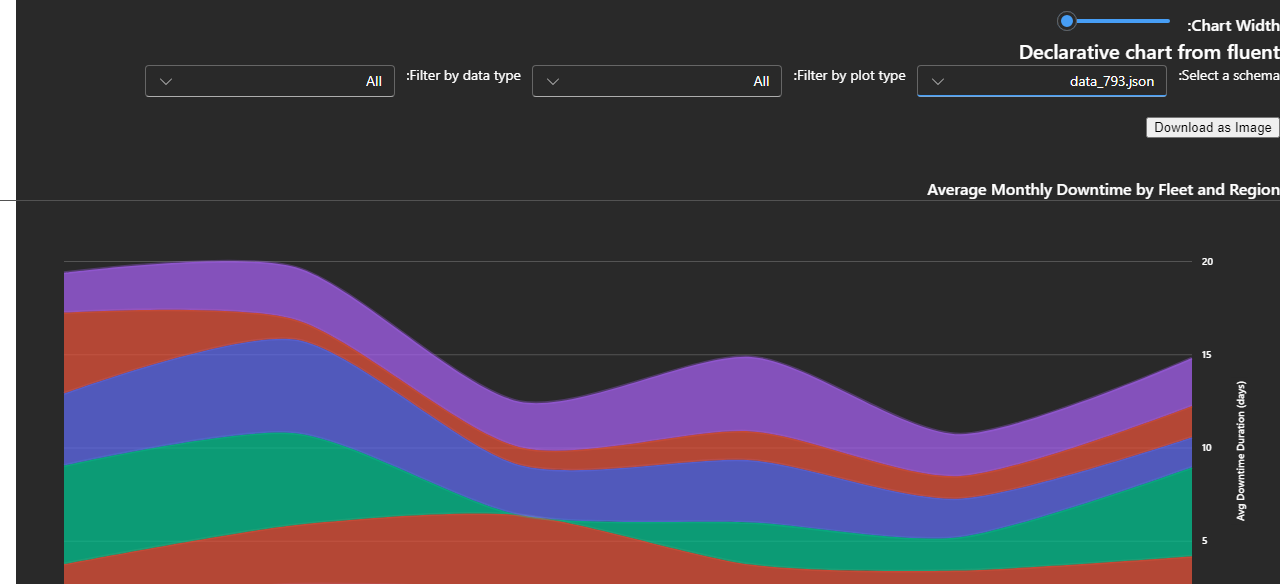 Chart Width:
Declarative chart from fluent
Select a schema: data_793.json Filter by plot type: All Filter by data type: All
Download as Image
Average Monthly Downtime by Fleet and Region
20
15
10
5
Avg Downtime Duration (days)